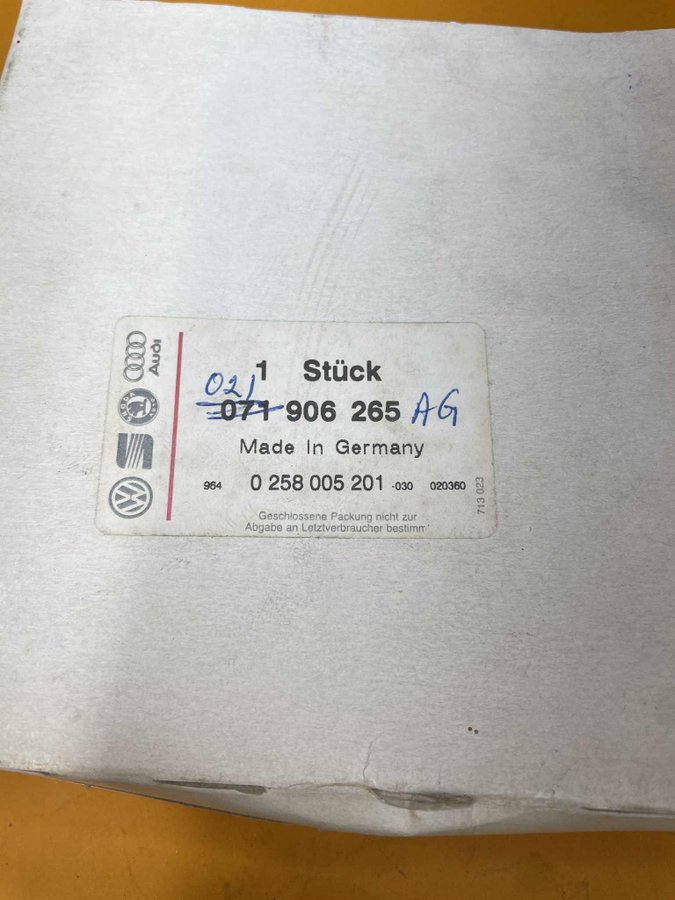 Audi
1 Stück
021
071 906 265 AG
Made In Germany
964 0 258 005 201 -030 020360
Geschlossene Packung nicht zur
Abgabe an Letztverbraucher bestimm
713 023